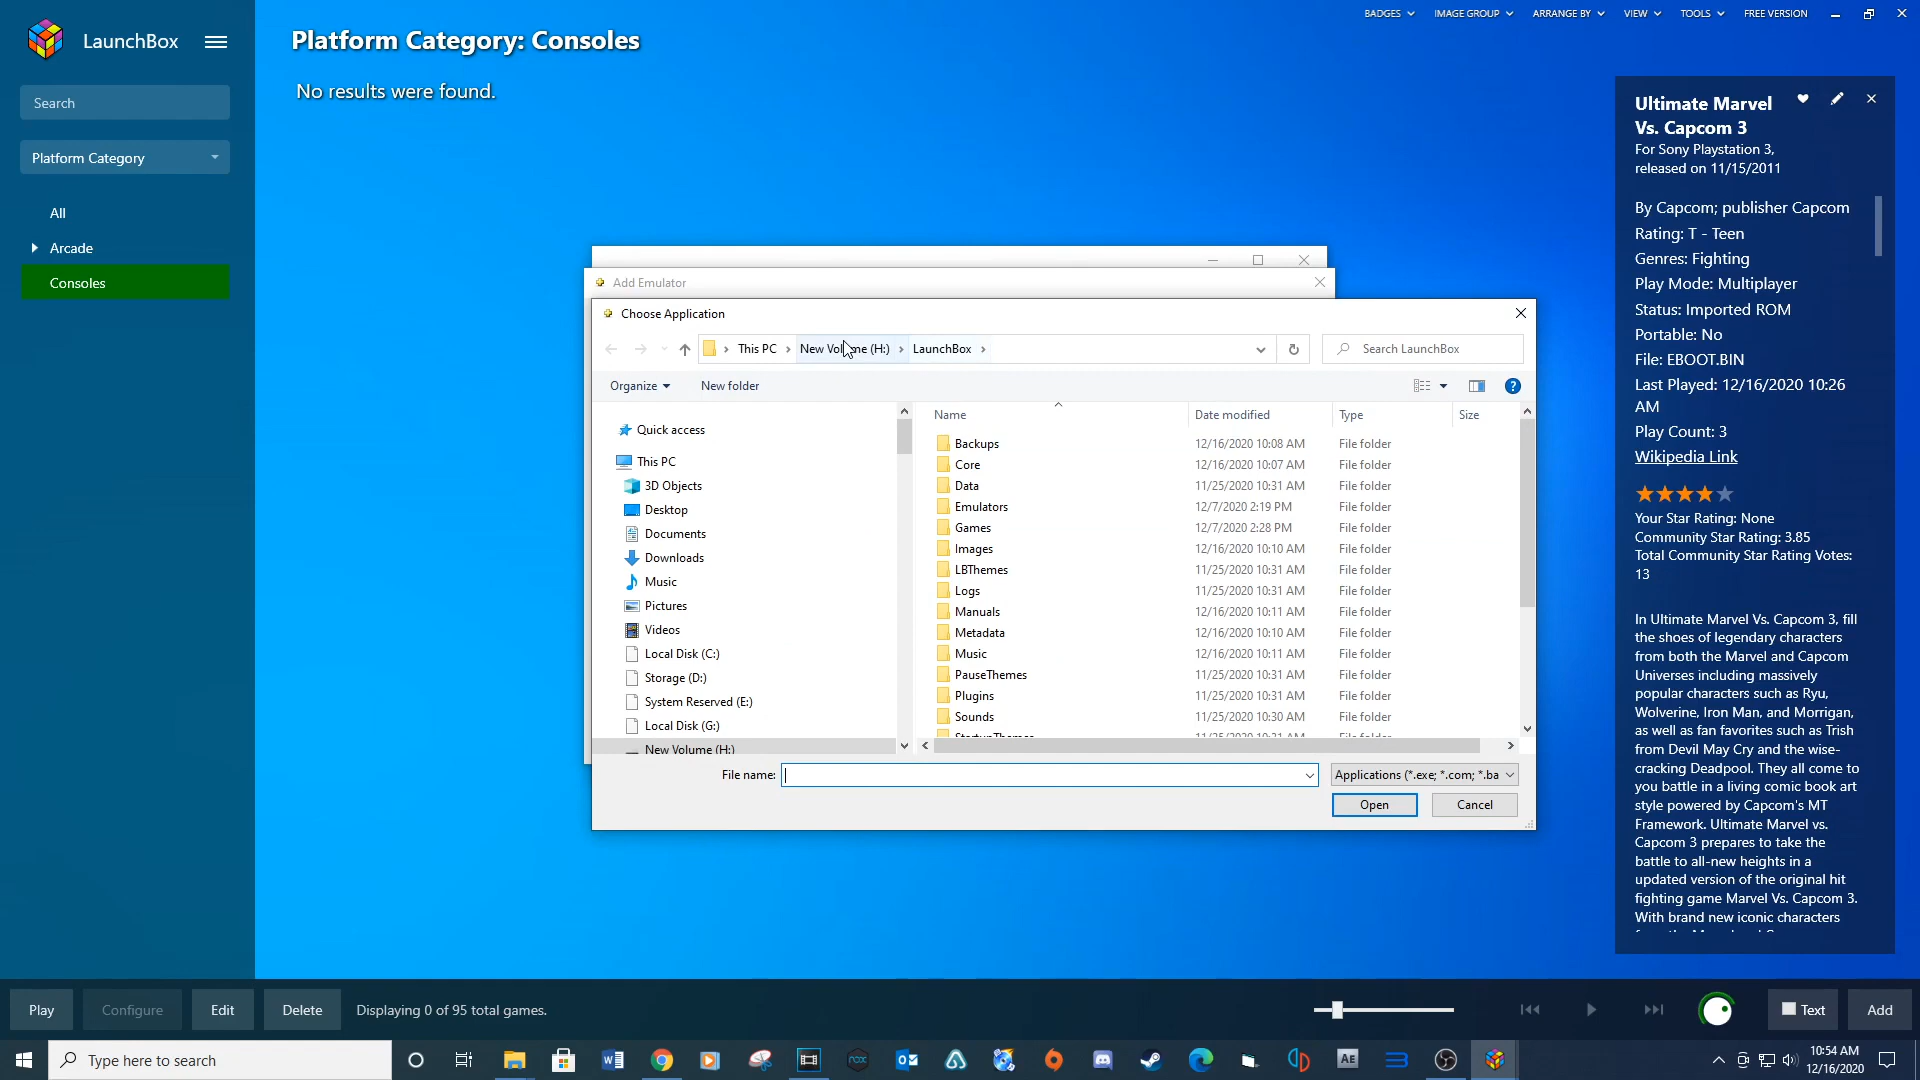 LaunchBox
Search
Platform Category
All
Arcade
Consoles
Platform Category: Consoles
No results were found.
BADGES
IMAGE GROUP
ARRANGE BY
VIEW
TOOLS
FREE VERSION
Add Emulator
Choose Application
This PC
New Volume (H:)
LaunchBox
Search LaunchBox
Organize
New folder
Quick access
This PC
3D Objects
Desktop
Documents
Downloads
Music
Pictures
Videos
Local Disk (C:)
Storage (D:)
System Reserved (E:)
Local Disk (G:)
New Volume (H:)
Name Date modified Type Size
Backups 12/16/2020 10:08 AM File folder
Core 12/16/2020 10:07 AM File folder
Data 11/25/2020 10:31 AM File folder
Emulators 12/7/2020 2:19 PM File folder
Games 12/7/2020 2:28 PM File folder
Images 12/16/2020 10:10 AM File folder
LBThemes 11/25/2020 10:31 AM File folder
Logs 11/25/2020 10:31 AM File folder
Manuals 12/16/2020 10:11 AM File folder
Metadata 12/16/2020 10:10 AM File folder
Music 12/16/2020 10:11 AM File folder
PauseThemes 11/25/2020 10:31 AM File folder
Plugins 11/25/2020 10:31 AM File folder
Sounds 11/25/2020 10:30 AM File folder
StartupThemes 11/25/2020 10:31 AM File folder
File name:
Applications (*.exe; *.com; *.ba
Open
Cancel
Ultimate Marvel
Vs. Capcom 3
For Sony Playstation 3,
released on 11/15/2011
By Capcom; publisher Capcom
Rating: T - Teen
Genres: Fighting
Play Mode: Multiplayer
Status: Imported ROM
Portable: No
File: EBOOT.BIN
Last Played: 12/16/2020 10:26
AM
Play Count: 3
Wikipedia Link
Your Star Rating: None
Community Star Rating: 3.85
Total Community Star Rating Votes:
13
In Ultimate Marvel Vs. Capcom 3, fill
the shoes of legendary characters
from both the Marvel and Capcom
Universes including massively
popular characters such as Ryu,
Wolverine, Iron Man, and Morrigan,
as well as fan favorites such as Trish
from Devil May Cry and the wise-
cracking Deadpool. They all come to
you battle in a living comic book art
style powered by Capcom's MT
Framework. Ultimate Marvel vs.
Capcom 3 prepares to take the
battle to all-new heights in a
updated version of the original hit
fighting game Marvel Vs. Capcom 3.
With brand new iconic characters
Play
Configure
Edit
Delete
Displaying 0 of 95 total games.
Text
Add
Type here to search
nox
AE
10:54 AM
12/16/2020